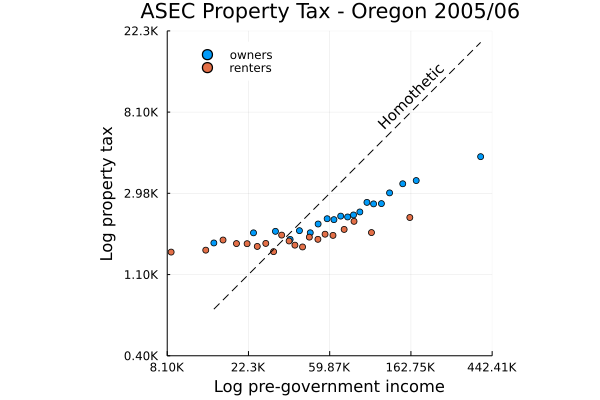 ASEC Property Tax - Oregon 2005/06
22.3K
owners
renters
Homothetic
8.10K
Log property tax
2.98K
1.10K
0.40K
8.10K 22.3K 59.87K 162.75K 442.41K
Log pre-government income